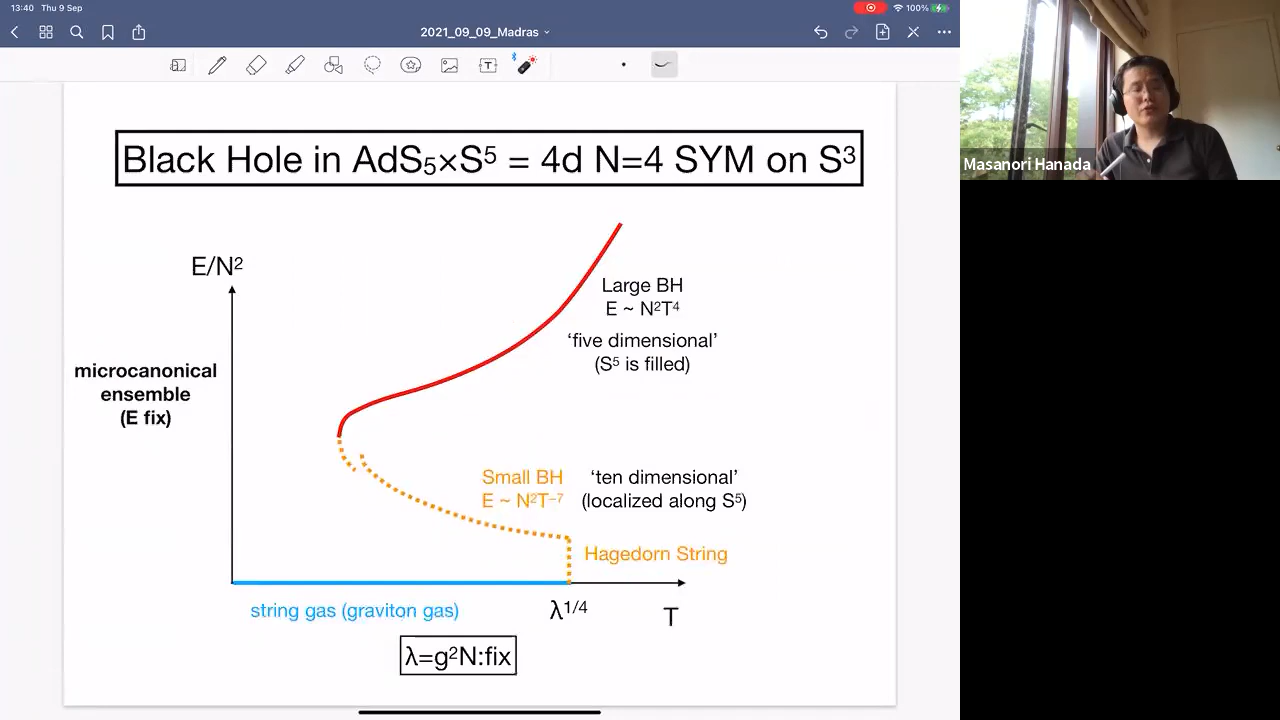 13:40 Thu 9 Sep
100%
2021_09_09_Madras
T
Masanori Hanada
Black Hole in AdS₅×S⁵ = 4d N=4 SYM on S³
E/N²
Large BH
E ~ N²T⁴
‘five dimensional’
(S⁵ is filled)
microcanonical
ensemble
(E fix)
Small BH ‘ten dimensional’
E ~ N²T⁻⁷ (localized along S⁵)
Hagedorn String
string gas (graviton gas)
λ¹/⁴
T
λ=g²N:fix